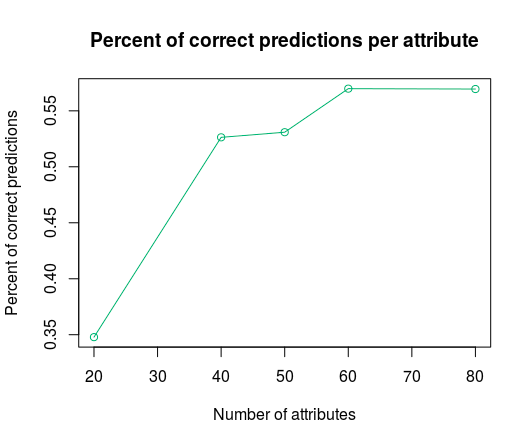 Percent of correct predictions per attribute
Percent of correct predictions
0.55
0.50
0.45
0.40
0.35
20 30 40 50 60 70 80
Number of attributes